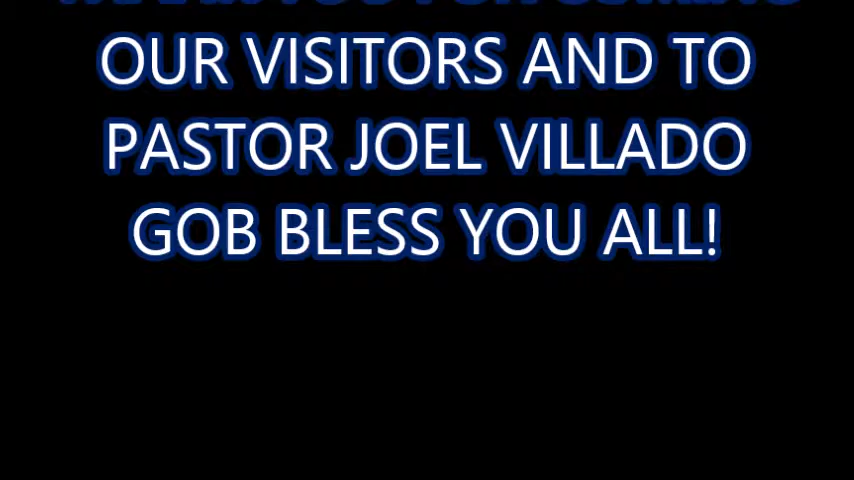 OUR VISITORS AND TO
PASTOR JOEL VILLADO
GOB BLESS YOU ALL!